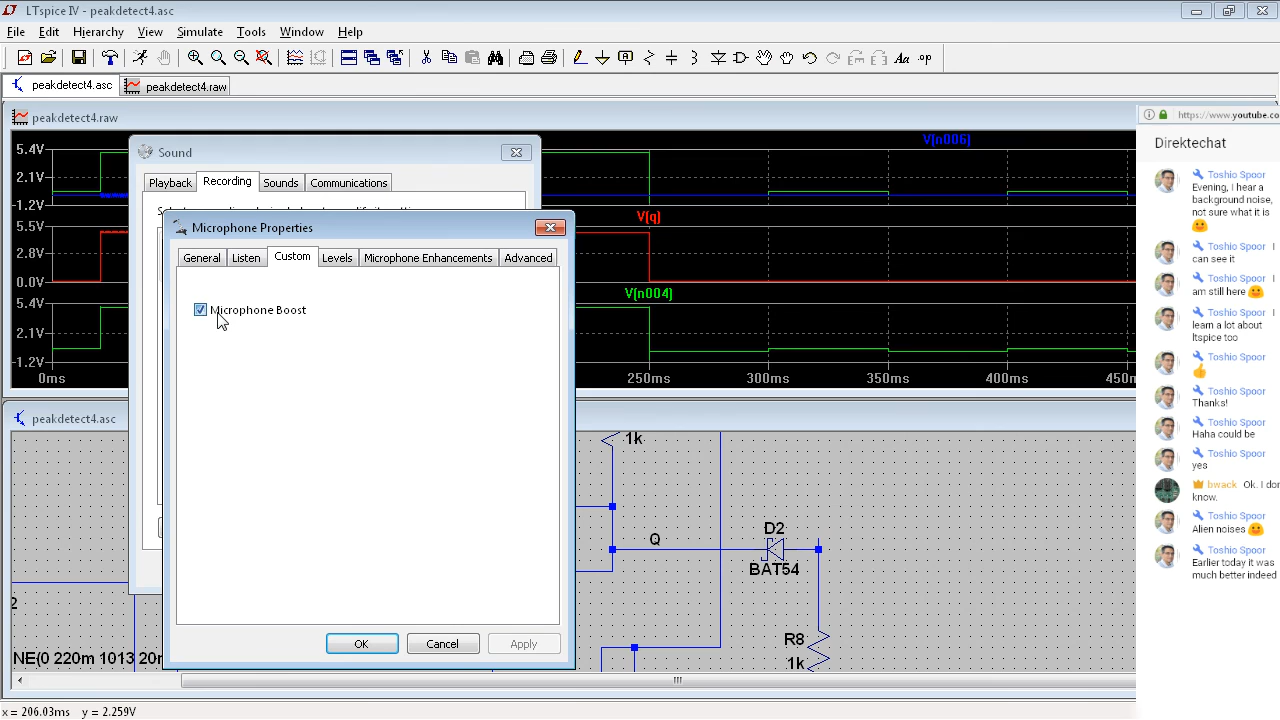 LTspice IV - peakdetect4.asc
File Edit Hierarchy View Simulate Tools Window Help
Aa .op
peakdetect4.asc peakdetect4.raw
peakdetect4.raw
5.4V
2.1V
-1.2V
V(n006)
5.5V
2.8V
0.0V
V(q)
5.4V
2.1V
-1.2V
V(n004)
0ms 250ms 300ms 350ms 400ms 450m
Sound
Playback Recording Sounds Communications
Microphone Properties
General Listen Custom Levels Microphone Enhancements Advanced
Microphone Boost
OK Cancel Apply
peakdetect4.asc
1k
Q
D2
BAT54
R8
1k
2
NE(0 220m 1013 20m
x = 206.03ms y = 2.259V
https://www.youtube.co
Direktechat
Toshio Spoor
Evening, I hear a
background noise,
not sure what it is
Toshio Spoor I
can see it
Toshio Spoor I
am still here
Toshio Spoor I
learn a lot about
ltspice too
Toshio Spoor
Toshio Spoor
Thanks!
Toshio Spoor
Haha could be
Toshio Spoor
yes
bwack Ok. I don
know.
Toshio Spoor
Alien noises
Toshio Spoor
Earlier today it was
much better indeed